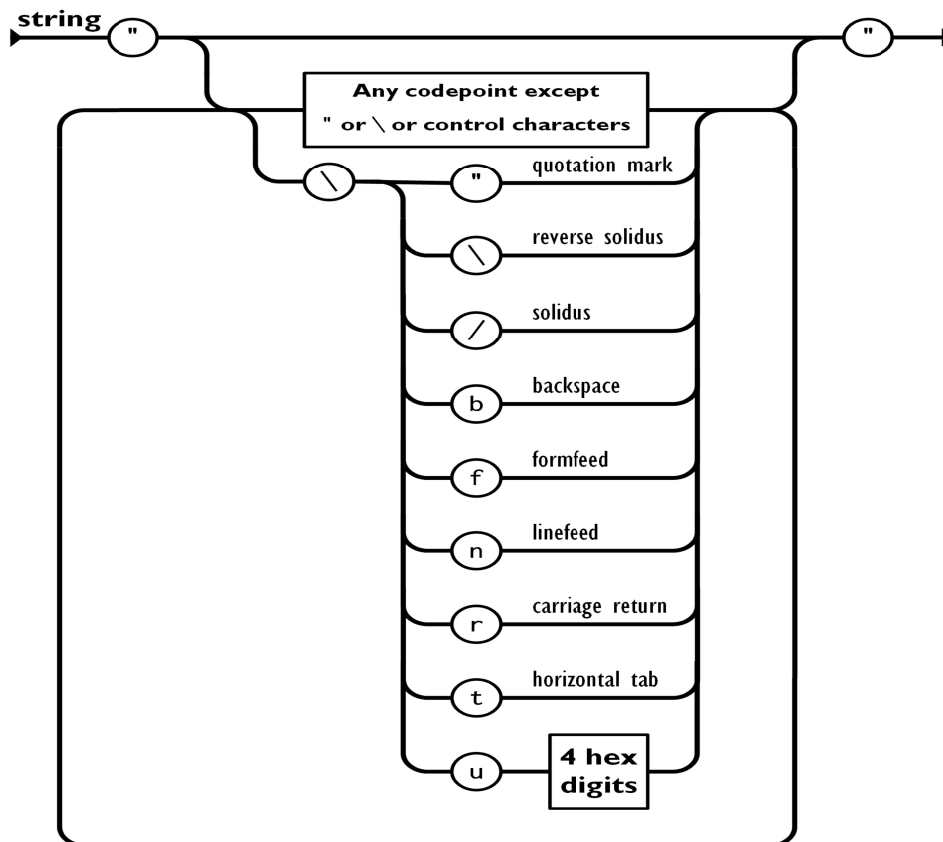 string
" "
Any codepoint except
" or \ or control characters
\ " quotation mark
\ reverse solidus
/ solidus
b backspace
f formfeed
n linefeed
r carriage return
t horizontal tab
u 4 hex
digits